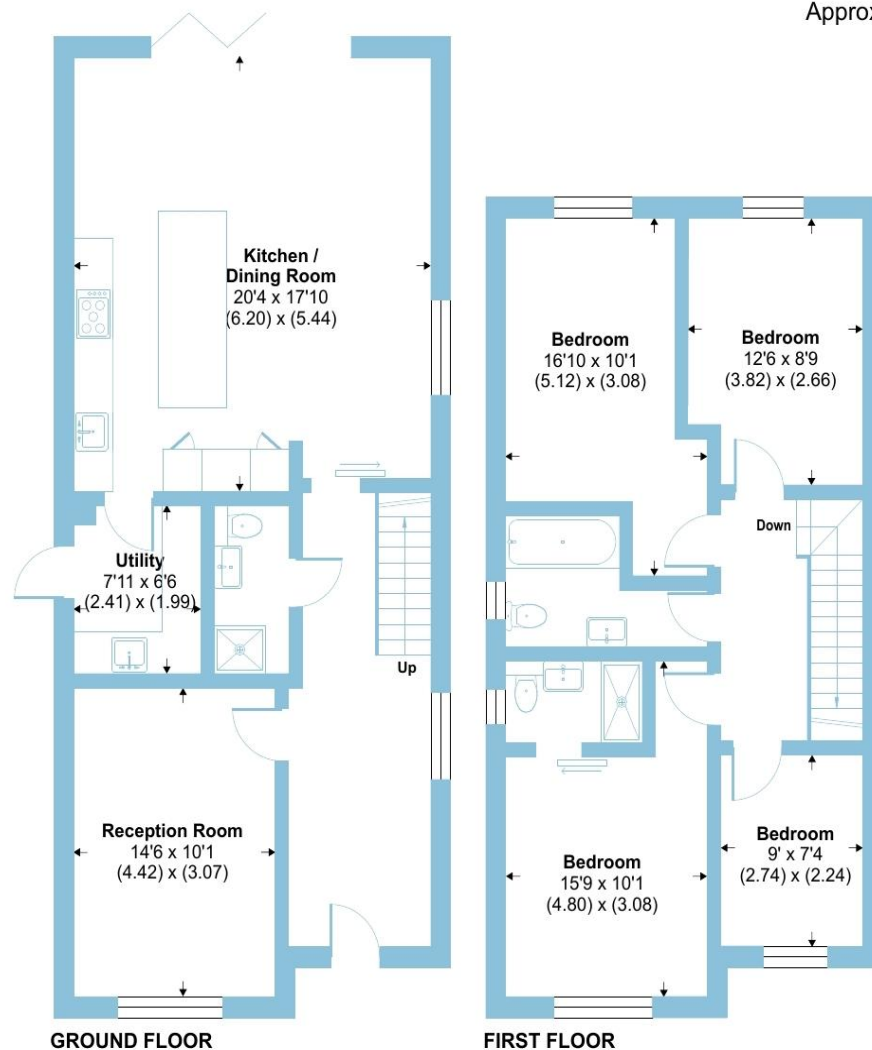 Approx
Kitchen /
Dining Room
20'4 x 17'10
(6.20) x (5.44)
Bedroom
16'10 x 10'1
(5.12) x (3.08)
Bedroom
12'6 x 8'9
(3.82) x (2.66)
Utility
7'11 x 6'6
(2.41) x (1.99)
Down
Up
Reception Room
14'6 x 10'1
(4.42) x (3.07)
Bedroom
15'9 x 10'1
(4.80) x (3.08)
Bedroom
9' x 7'4
(2.74) x (2.24)
GROUND FLOOR
FIRST FLOOR